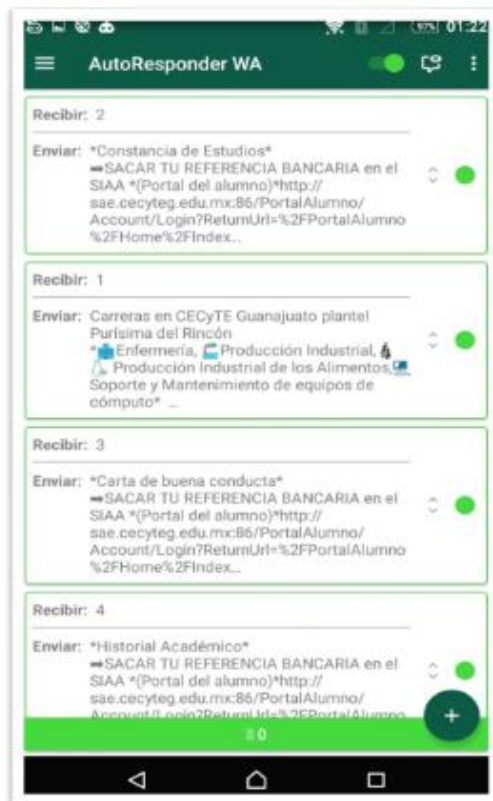 97% 01:22
AutoResponder WA
Recibir: 2
Enviar: *Constancia de Estudios*
➡SACAR TU REFERENCIA BANCARIA en el
SIAA *(Portal del alumno)*http://
sae.cecyteg.edu.mx:86/PortalAlumno/
Account/Login?ReturnUrl=%2FPortalAlumno
%2FHome%2FIndex...
Recibir: 1
Enviar: Carreras en CECyTE Guanajuato plantel
Purísima del Rincón
*Enfermería, Producción Industrial,
Producción Industrial de los Alimentos,
Soporte y Mantenimiento de equipos de
cómputo* ...
Recibir: 3
Enviar: *Carta de buena conducta*
➡SACAR TU REFERENCIA BANCARIA en el
SIAA *(Portal del alumno)*http://
sae.cecyteg.edu.mx:86/PortalAlumno/
Account/Login?ReturnUrl=%2FPortalAlumno
%2FHome%2FIndex...
Recibir: 4
Enviar: *Historial Académico*
➡SACAR TU REFERENCIA BANCARIA en el
SIAA *(Portal del alumno)*http://
sae.cecyteg.edu.mx:86/PortalAlumno/
Account/Login?ReturnUrl=%2FPortalAlumno
0